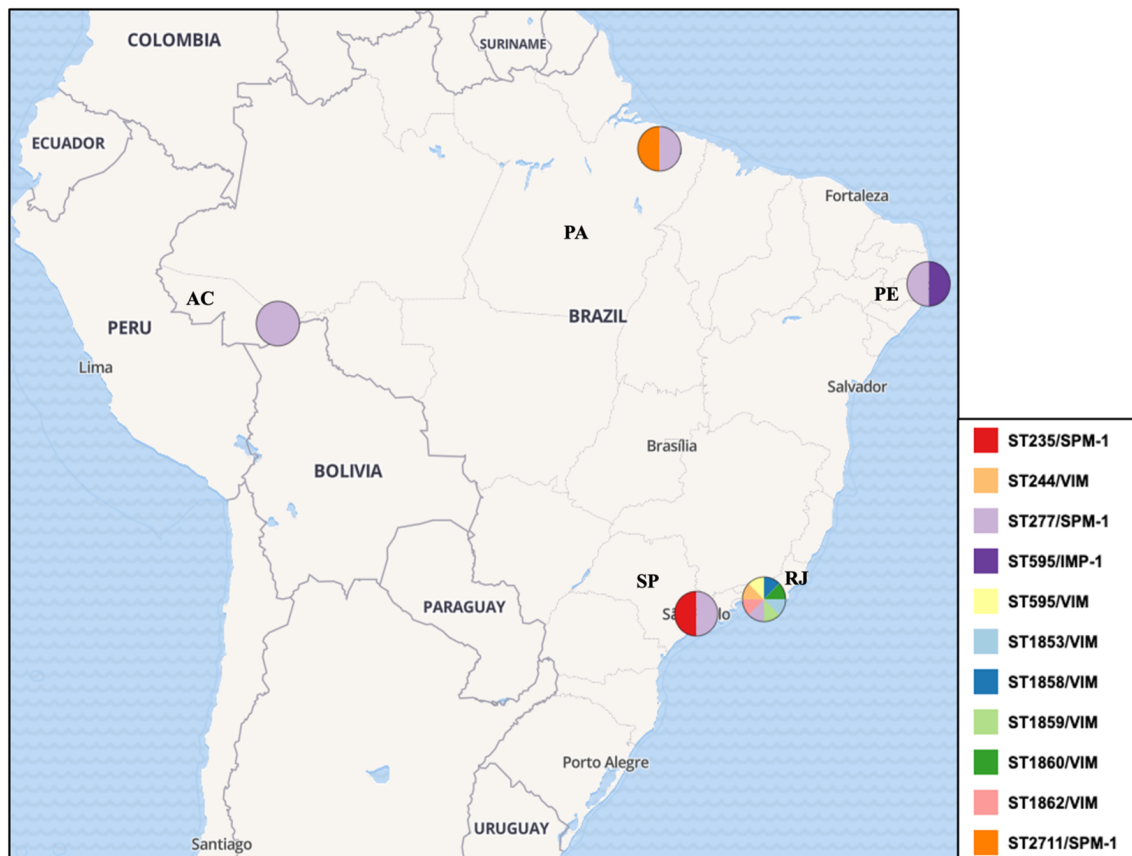 COLOMBIA
SURINAME
ECUADOR
Fortaleza
PA
AC
PE
PERU
BRAZIL
Lima
Salvador
Brasília
BOLIVIA
SP
RJ
PARAGUAY
Porto Alegre
URUGUAY
Santiago
ST235/SPM-1
ST244/VIM
ST277/SPM-1
ST595/IMP-1
ST595/VIM
ST1853/VIM
ST1858/VIM
ST1859/VIM
ST1860/VIM
ST1862/VIM
ST2711/SPM-1